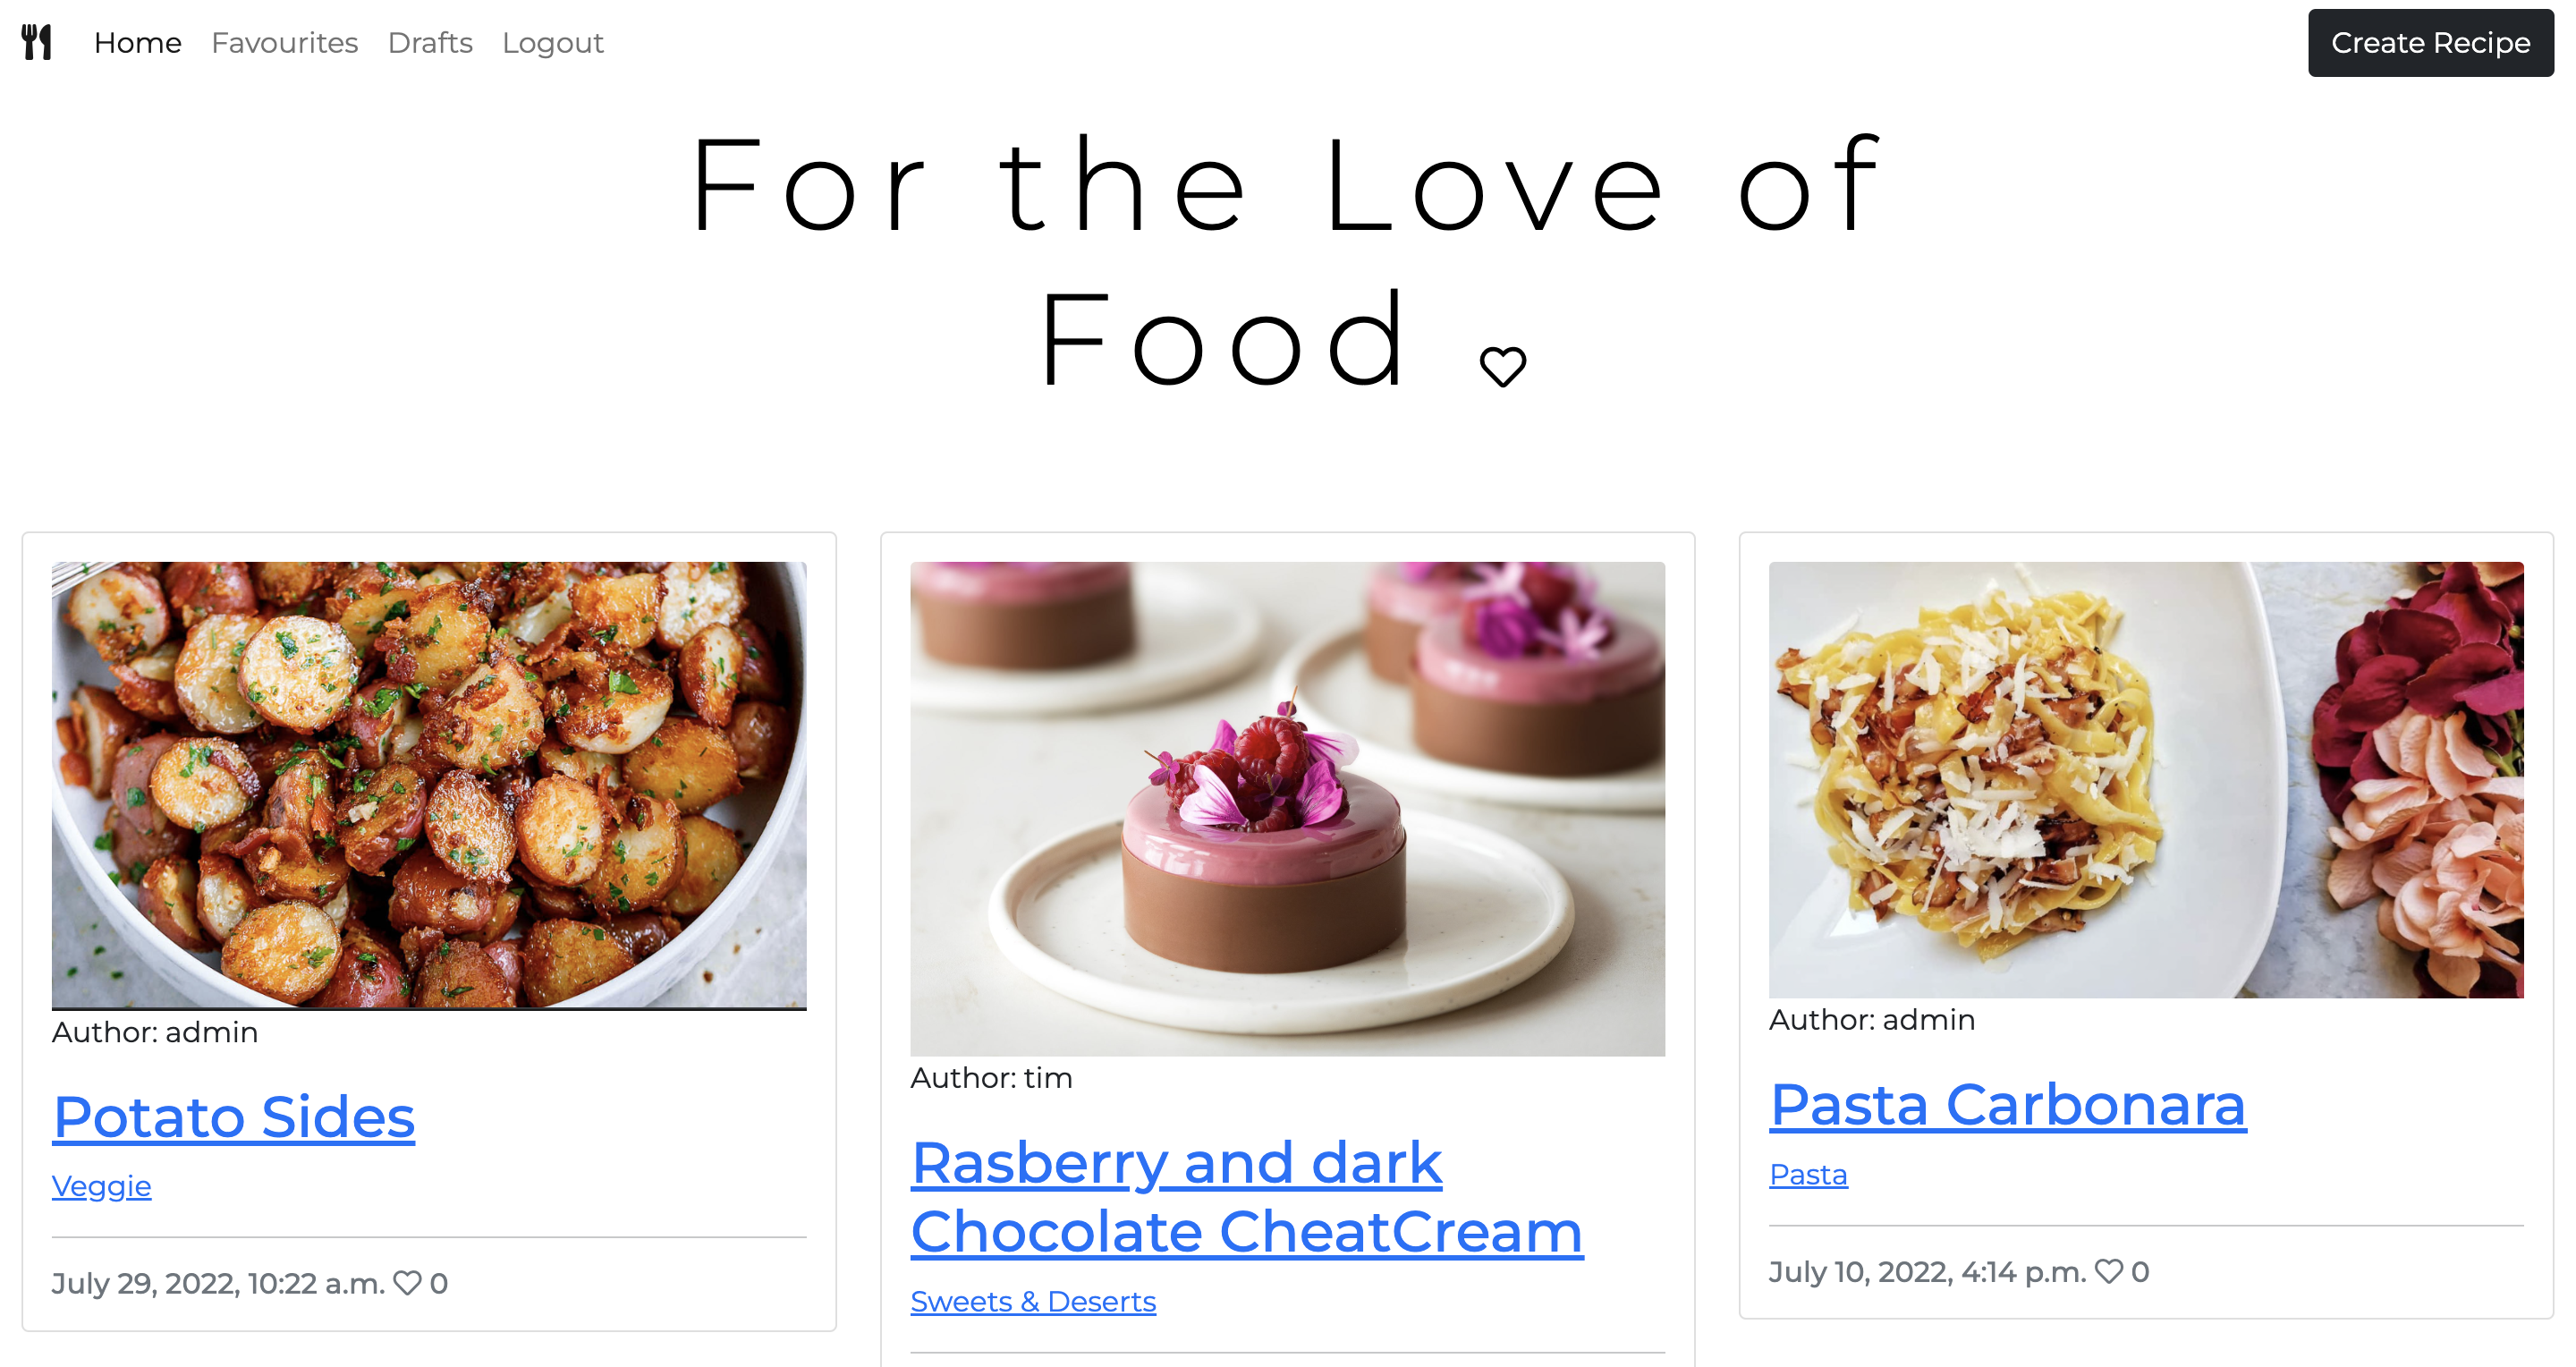 Home Favourites Drafts Logout Create Recipe
For the Love of
Food
Author: admin
Potato Sides
Veggie
July 29, 2022, 10:22 a.m. 0
Author: tim
Rasberry and dark
Chocolate CheatCream
Sweets & Deserts
Author: admin
Pasta Carbonara
Pasta
July 10, 2022, 4:14 p.m. 0